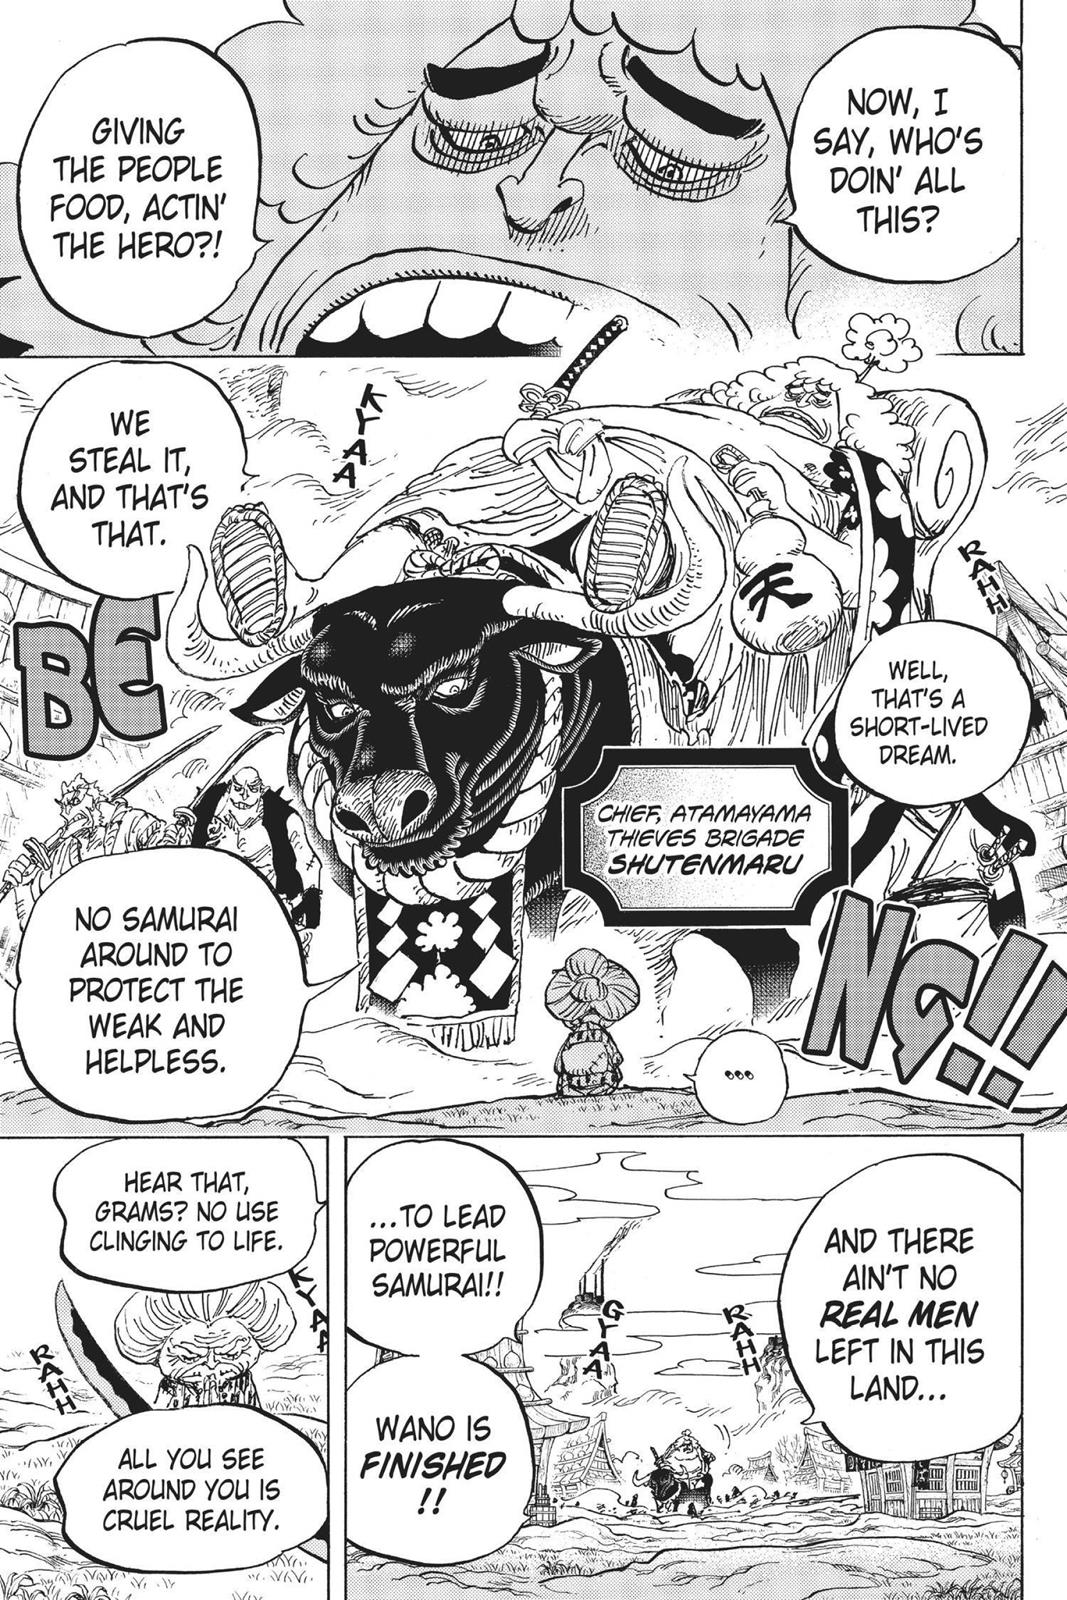 NOW, I
SAY, WHO'S
DOIN' ALL
THIS?
GIVING
THE PEOPLE
FOOD, ACTIN'
THE HERO?!
WE
STEAL IT,
AND THAT'S
THAT.
KYAA
天
RAHH
BE
NG!!
WELL,
THAT'S A
SHORT-LIVED
DREAM.
CHIEF, ATAMAYAMA
THIEVES BRIGADE
SHUTENMARU
NO SAMURAI
AROUND TO
PROTECT THE
WEAK AND
HELPLESS.
...
AND THERE
AIN'T NO
REAL MEN
LEFT IN THIS
LAND...
RAHH
GYAA
...TO LEAD
POWERFUL
SAMURAI!!
WANO IS
FINISHED
!!
HEAR THAT,
GRAMS? NO USE
CLINGING TO LIFE.
KYAA
RAHH
ALL YOU SEE
AROUND YOU IS
CRUEL REALITY.